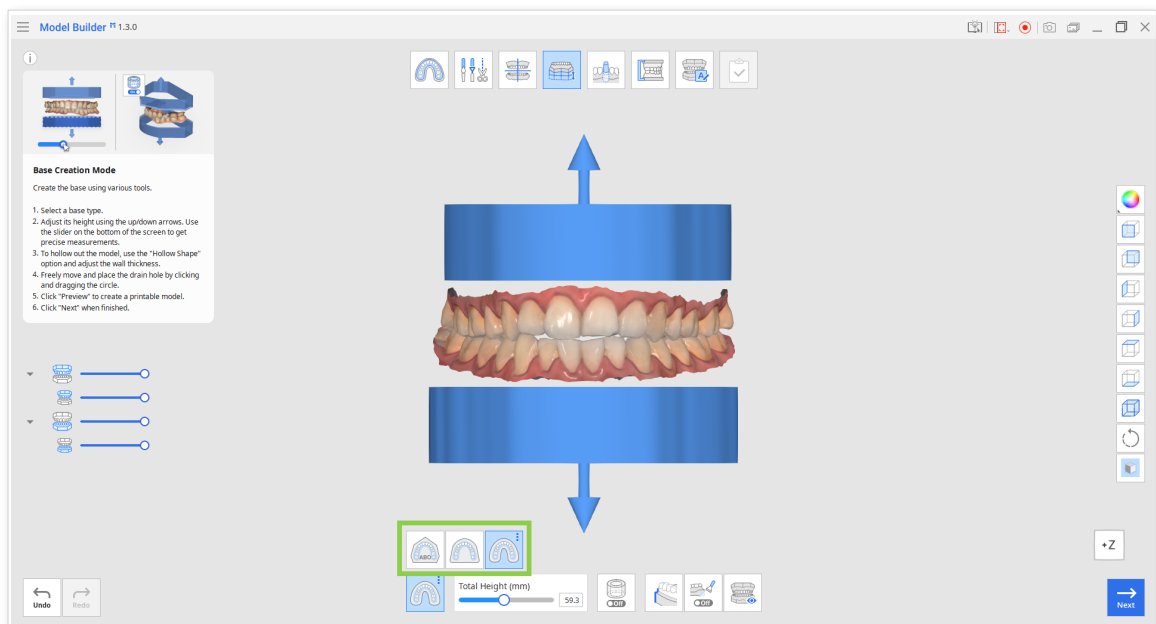 Model Builder 1.3.0
i
A
Off
Base Creation Mode
Create the base using various tools.
1. Select a base type.
2. Adjust its height using the up/down arrows. Use
the slider on the bottom of the screen to get
precise measurements.
3. To hollow out the model, use the "Hollow Shape"
option and adjust the wall thickness.
4. Freely move and place the drain hole by clicking
and dragging the circle.
5. Click "Preview" to create a printable model.
6. Click "Next" when finished.
ABO
+Z
Total Height (mm)
59.3
Off
Off
Undo
Redo
Next